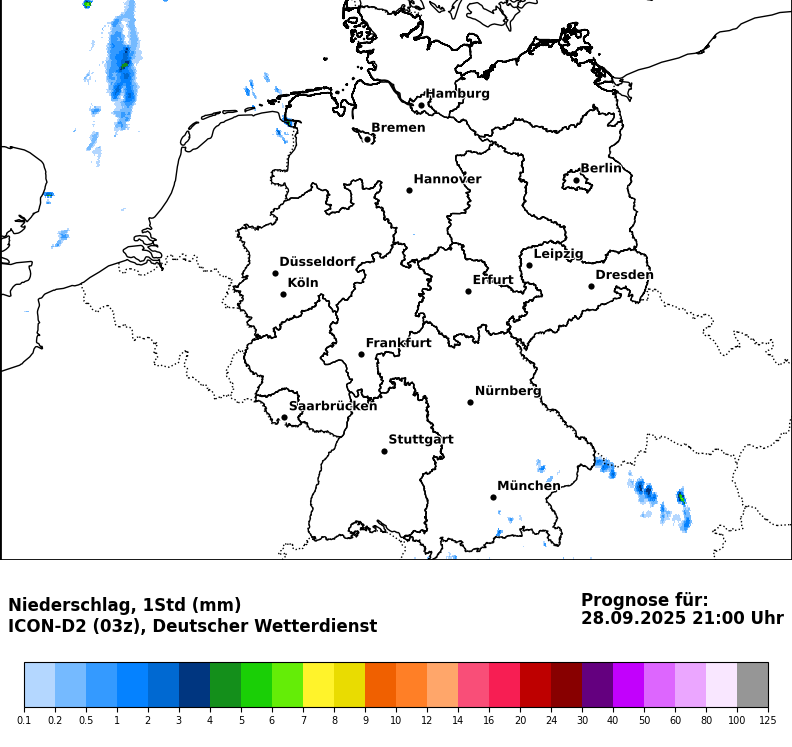 Hamburg
Bremen
Berlin
Hannover
Leipzig
Düsseldorf
Dresden
Köln
Erfurt
Frankfurt
Nürnberg
Saarbrücken
Stuttgart
München
Niederschlag, 1Std (mm)
ICON-D2 (03z), Deutscher Wetterdienst
Prognose für:
28.09.2025 21:00 Uhr
0.1 0.2 0.5 1 2 3 4 5 6 7 8 9 10 12 14 16 20 24 30 40 50 60 80 100 125